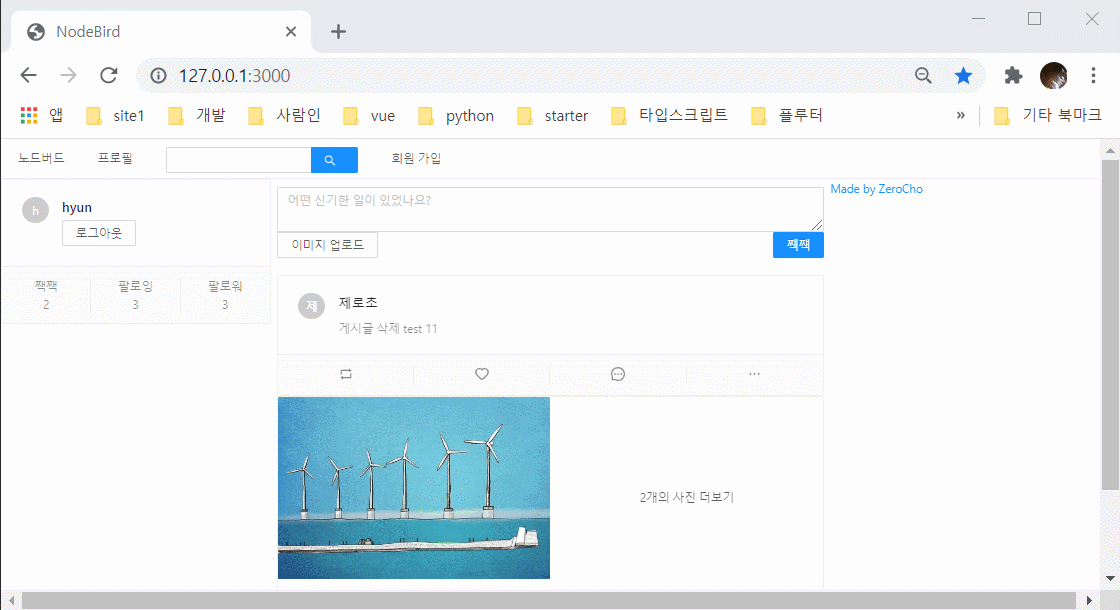 NodeBird
127.0.0.1:3000
앱 site1 개발 사람인 vue python starter 타입스크립트 플루터 » 기타 북마크
노드버드 프로필 회원 가입
h hyun
로그아웃
짹짹 팔로잉 팔로워
2 3 3
어떤 신기한 일이 있었나요?
이미지 업로드 짹짹
Made by ZeroCho
제 제로초
게시글 삭제 test 11
2개의 사진 더보기